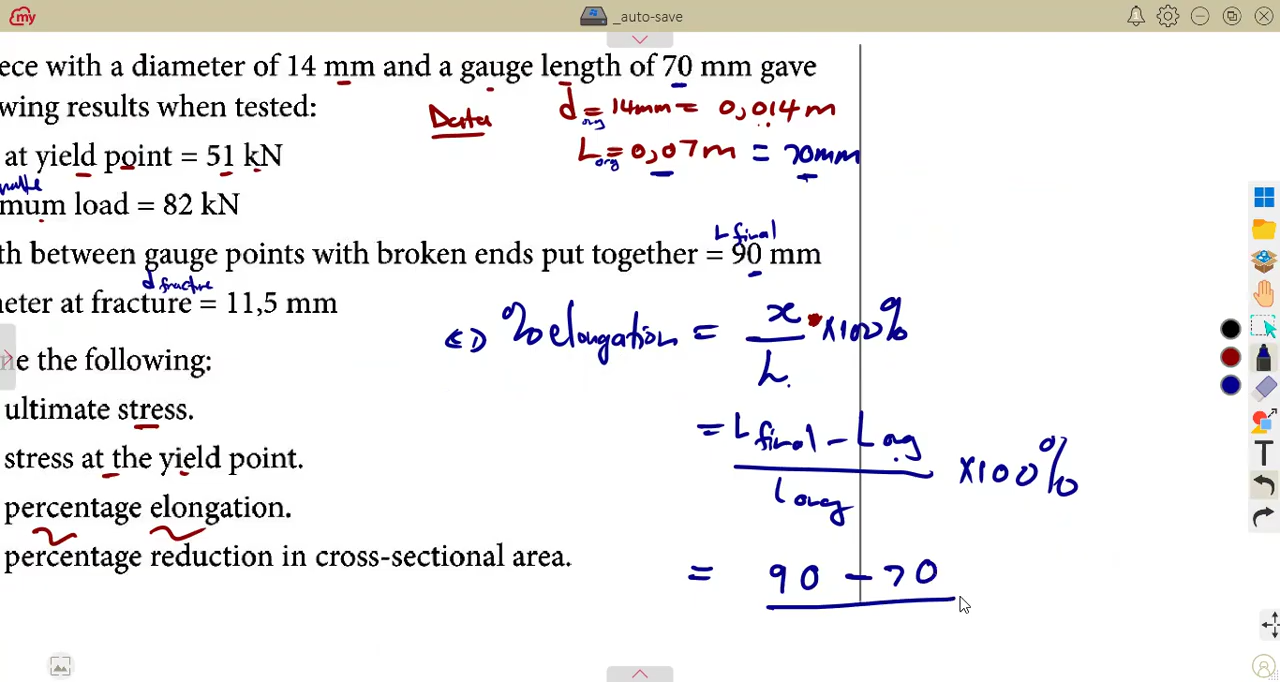 my
_auto-save
ece with a diameter of 14 mm and a gauge length of 70 mm gave
wing results when tested:
Data
d org = 14mm = 0,014 m
L org = 0,07 m = 70mm
at yield point = 51 kN
mum load = 82 kN
L final
th between gauge points with broken ends put together = 90 mm
d fracture
eter at fracture = 11,5 mm
% elongation = x/L × 100%
e the following:
ultimate stress.
= L final - L org / L org × 100%
stress at the yield point.
percentage elongation.
percentage reduction in cross-sectional area.
= 90 - 70
T